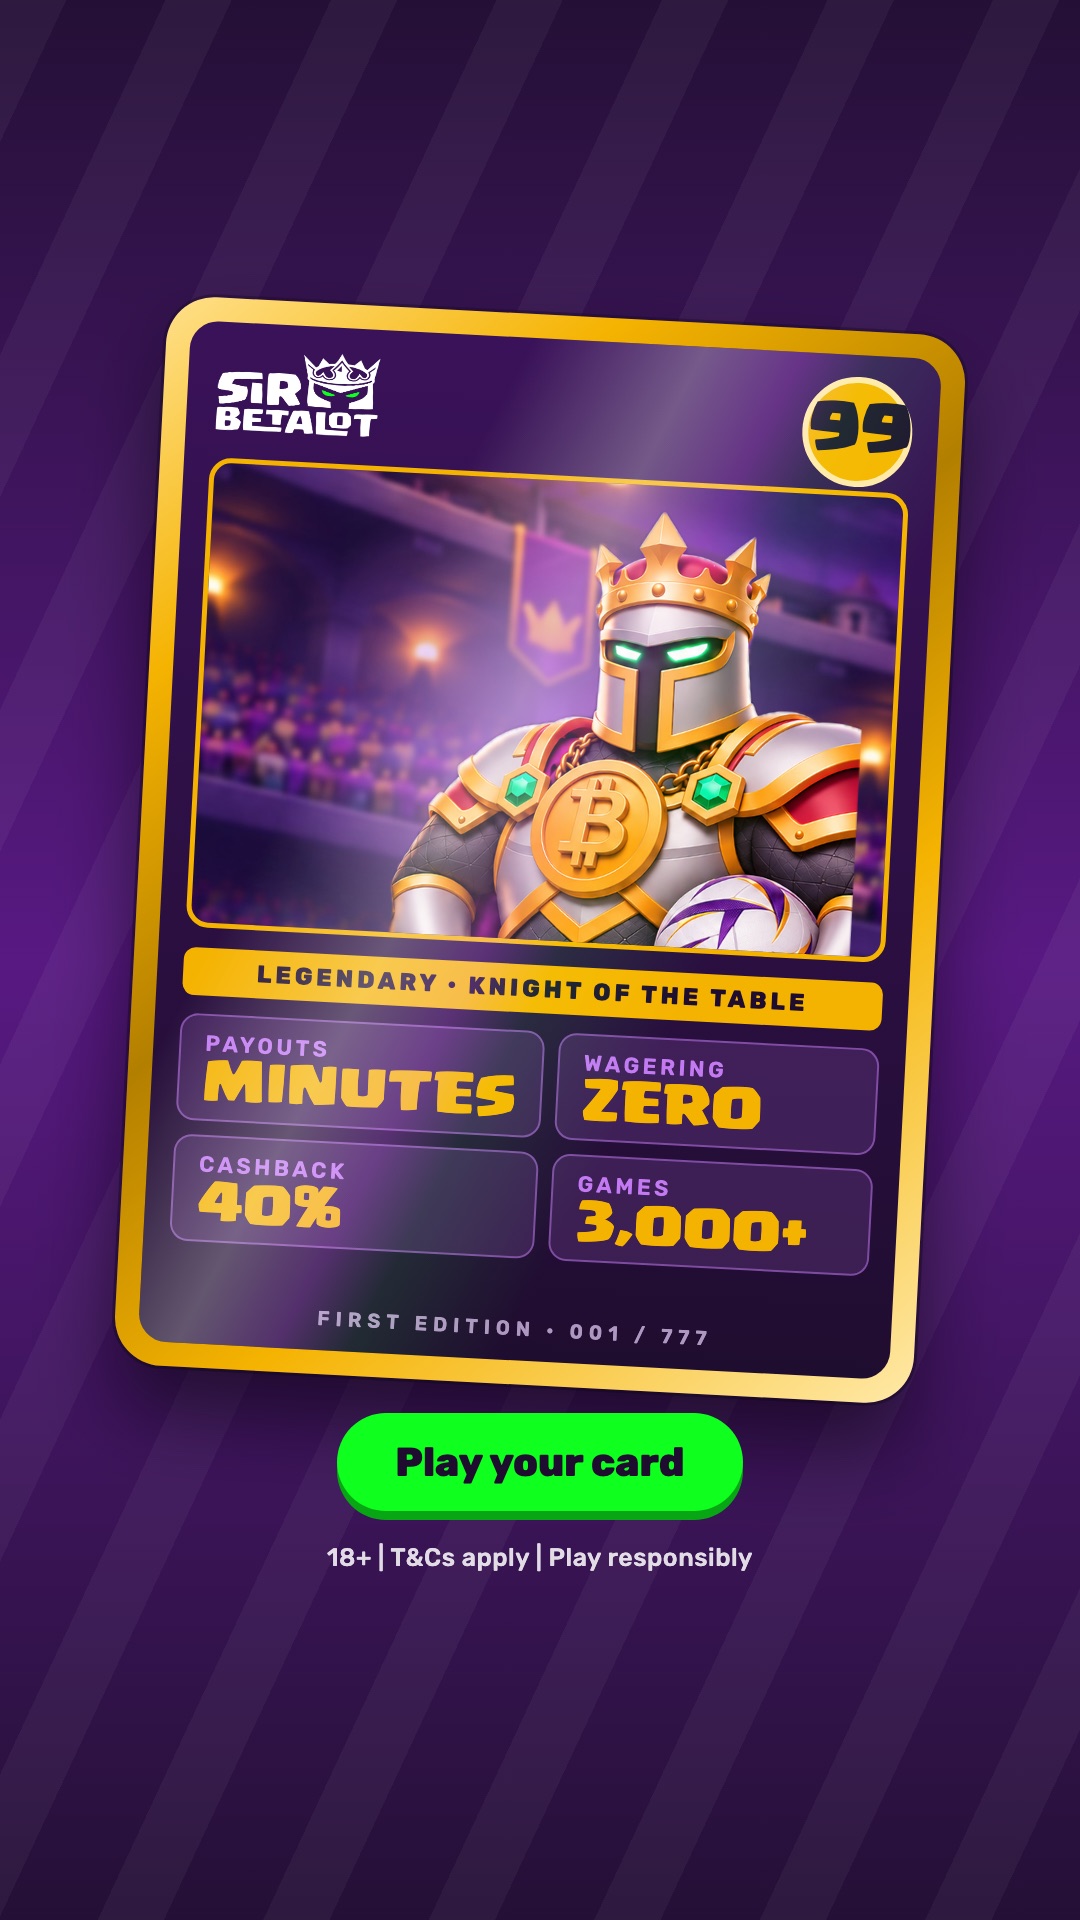 SiR
BETALOT
99
LEGENDARY • KNIGHT OF THE TABLE
PAYOUTS
MINUTES
WAGERING
ZERO
CASHBACK
40%
GAMES
3,000+
FIRST EDITION • 001 / 777
Play your card
18+ | T&Cs apply | Play responsibly